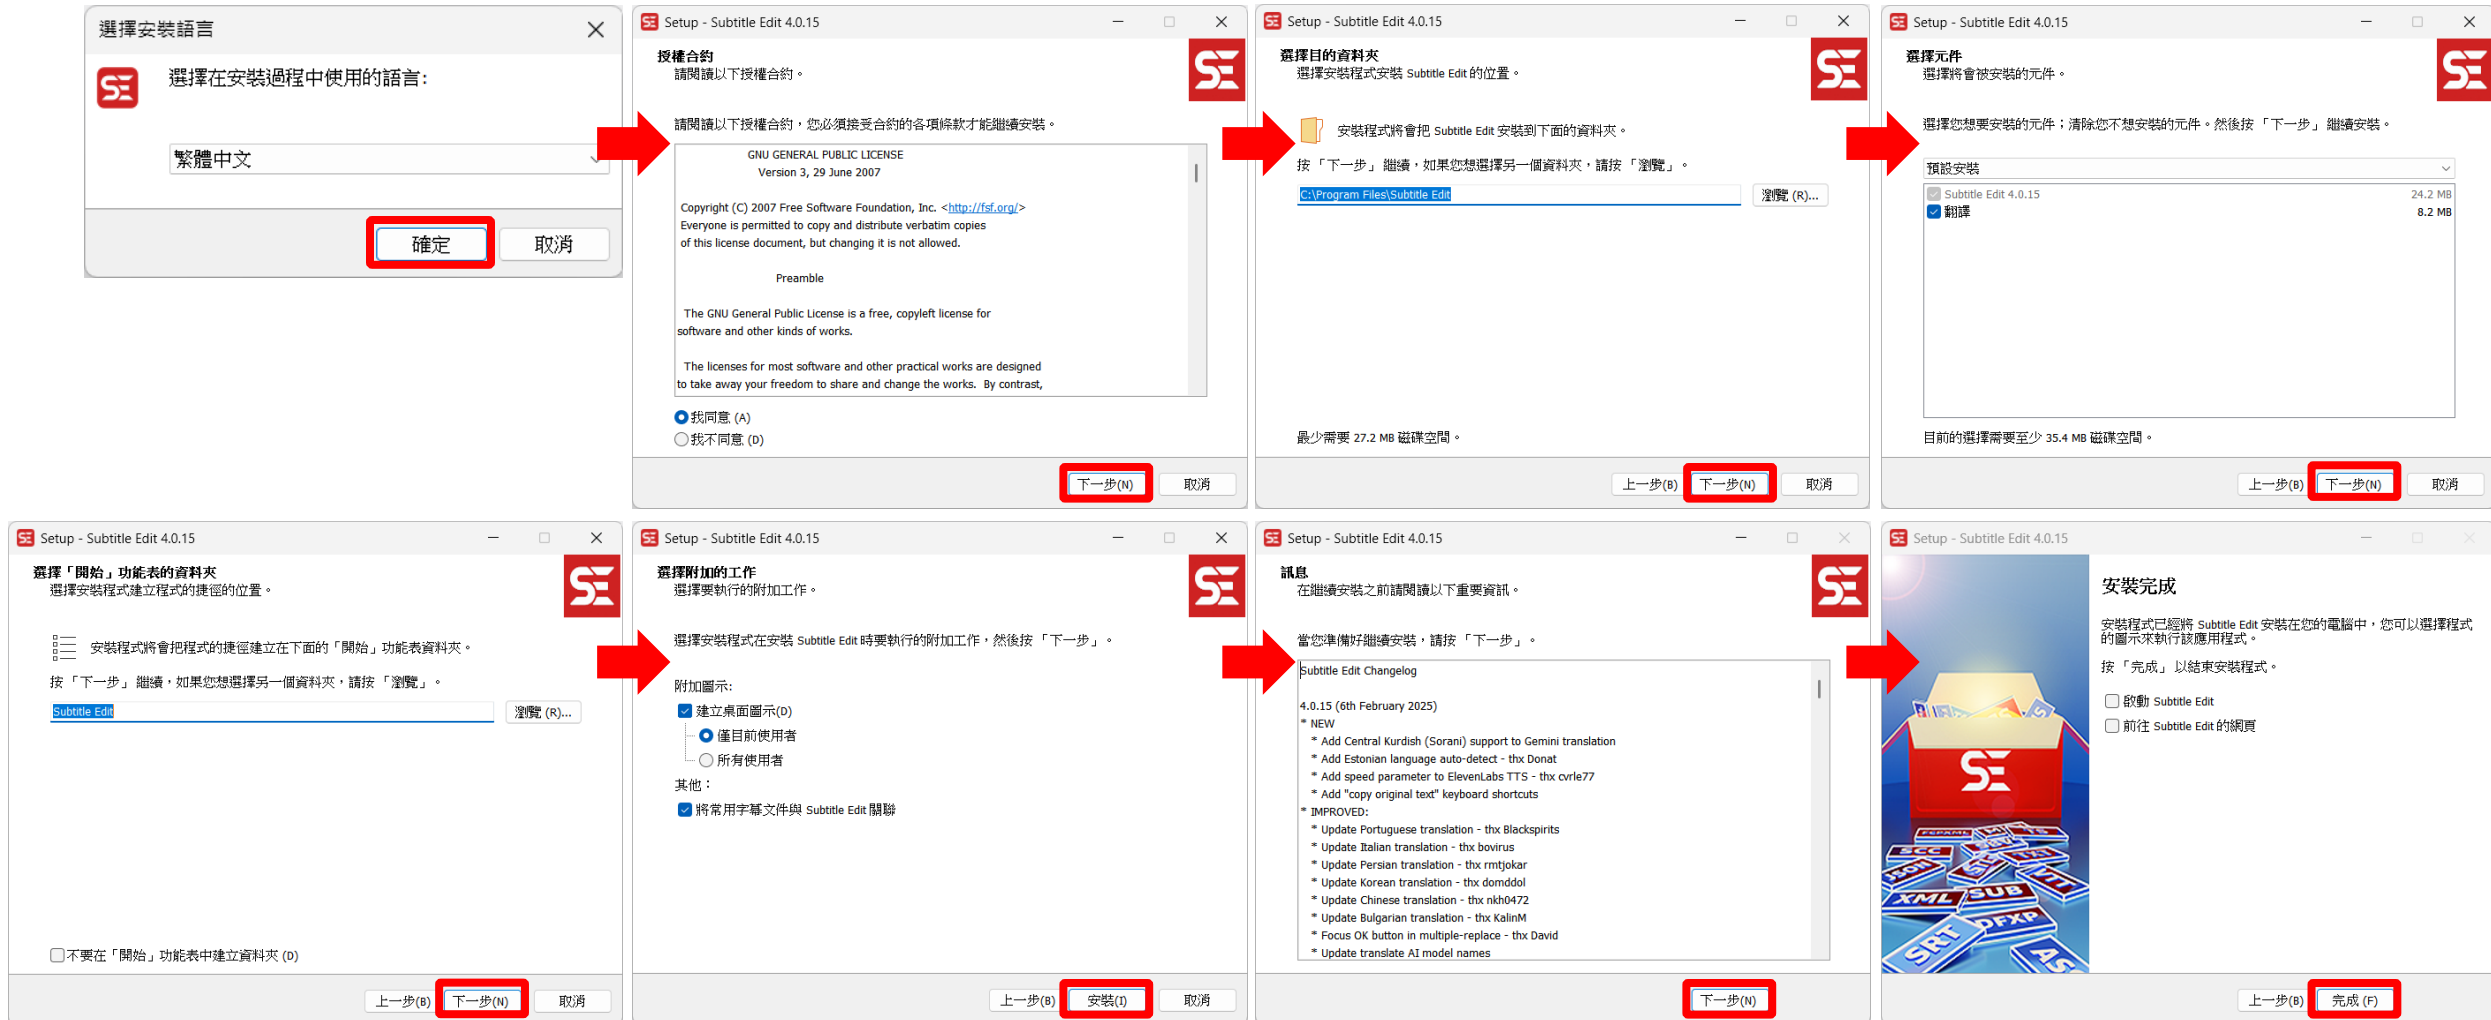 選擇安裝語言
SE
選擇在安裝過程中使用的語言:
繁體中文
確定
取消
Setup - Subtitle Edit 4.0.15
授權合約
請閱讀以下授權合約。
SE
請閱讀以下授權合約，您必須接受合約的各項條款才能繼續安裝。
GNU GENERAL PUBLIC LICENSE
Version 3, 29 June 2007
Copyright (C) 2007 Free Software Foundation, Inc. <http://fsf.org/>
Everyone is permitted to copy and distribute verbatim copies
of this license document, but changing it is not allowed.
Preamble
The GNU General Public License is a free, copyleft license for
software and other kinds of works.
The licenses for most software and other practical works are designed
to take away your freedom to share and change the works.  By contrast,
我同意 (A)
我不同意 (D)
下一步(N)
取消
Setup - Subtitle Edit 4.0.15
選擇目的資料夾
選擇安裝程式安裝 Subtitle Edit 的位置。
SE
安裝程式將會把 Subtitle Edit 安裝到下面的資料夾。
按「下一步」繼續，如果您想選擇另一個資料夾，請按「瀏覽」。
C:\Program Files\Subtitle Edit
瀏覽 (R)...
最少需要 27.2 MB 磁碟空間。
上一步(B)
下一步(N)
取消
Setup - Subtitle Edit 4.0.15
選擇元件
選擇將會被安裝的元件。
SE
選擇您想要安裝的元件；清除您不想安裝的元件。然後按「下一步」繼續安裝。
預設安裝
Subtitle Edit 4.0.15 24.2 MB
翻譯 8.2 MB
目前的選擇需要至少 35.4 MB 磁碟空間。
上一步(B)
下一步(N)
取消
Setup - Subtitle Edit 4.0.15
選擇「開始」功能表的資料夾
選擇安裝程式建立程式的捷徑的位置。
SE
安裝程式將會把程式的捷徑建立在下面的「開始」功能表資料夾。
按「下一步」繼續，如果您想選擇另一個資料夾，請按「瀏覽」。
Subtitle Edit
瀏覽 (R)...
不要在「開始」功能表中建立資料夾 (D)
上一步(B)
下一步(N)
取消
Setup - Subtitle Edit 4.0.15
選擇附加的工作
選擇要執行的附加工作。
SE
選擇安裝程式在安裝 Subtitle Edit 時要執行的附加工作，然後按「下一步」。
附加圖示:
建立桌面圖示(D)
僅目前使用者
所有使用者
其他：
將常用字幕文件與 Subtitle Edit 關聯
上一步(B)
安裝(I)
取消
Setup - Subtitle Edit 4.0.15
訊息
在繼續安裝之前請閱讀以下重要資訊。
SE
當您準備好繼續安裝，請按「下一步」。
Subtitle Edit Changelog
4.0.15 (6th February 2025)
* NEW
* Add Central Kurdish (Sorani) support to Gemini translation
* Add Estonian language auto-detect - thx Donat
* Add speed parameter to ElevenLabs TTS - thx cvrle77
* Add "copy original text" keyboard shortcuts
* IMPROVED:
* Update Portuguese translation - thx Blackspirits
* Update Italian translation - thx bovirus
* Update Persian translation - thx rmtjokar
* Update Korean translation - thx domddol
* Update Chinese translation - thx nkh0472
* Update Bulgarian translation - thx KalinM
* Focus OK button in multiple-replace - thx David
* Update translate AI model names
下一步(N)
Setup - Subtitle Edit 4.0.15
安裝完成
安裝程式已經將 Subtitle Edit 安裝在您的電腦中，您可以選擇程式
的圖示來執行該應用程式。
按「完成」以結束安裝程式。
啟動 Subtitle Edit
前往 Subtitle Edit 的網頁
SE
FCPXML
SCC
JSON
TXT
VTT
XML
SUB
DFXP
SRT
上一步(B)
完成 (F)